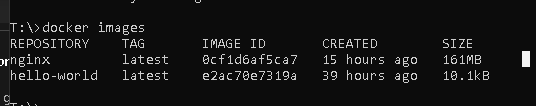 T:\>docker images
REPOSITORY TAG IMAGE ID CREATED SIZE
nginx latest 0cf1d6af5ca7 15 hours ago 161MB
hello-world latest e2ac70e7319a 39 hours ago 10.1kB
T:\>